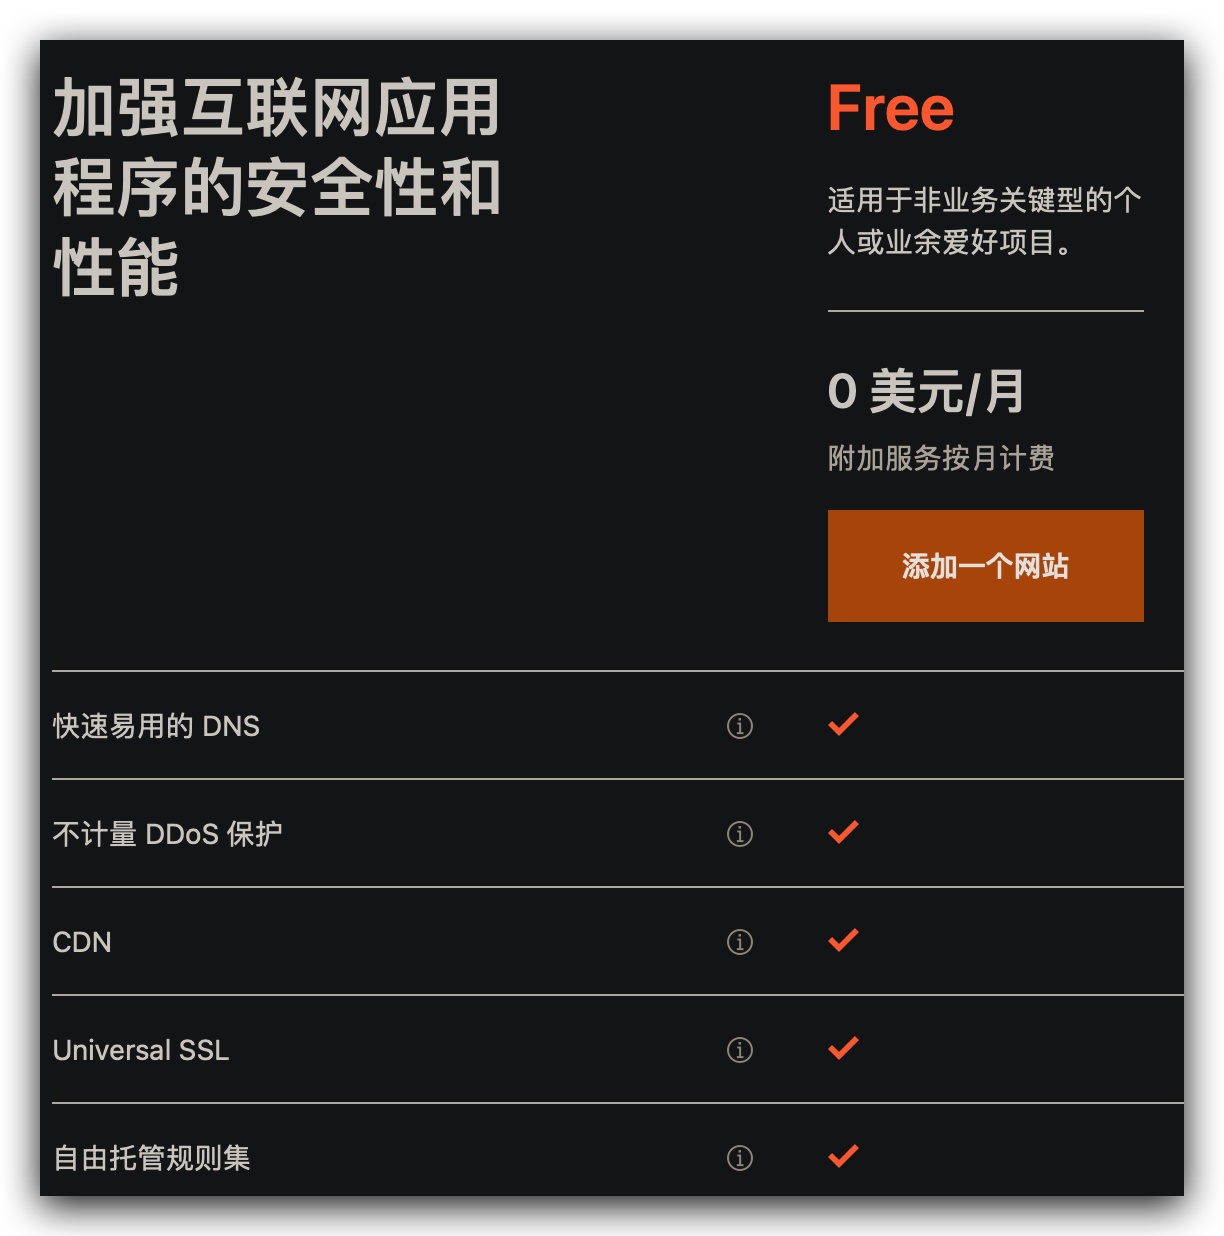 加强互联网应用
程序的安全性和
性能
Free
适用于非业务关键型的个
人或业余爱好项目。
0 美元/月
附加服务按月计费
添加一个网站
快速易用的 DNS
不计量 DDoS 保护
CDN
Universal SSL
自由托管规则集